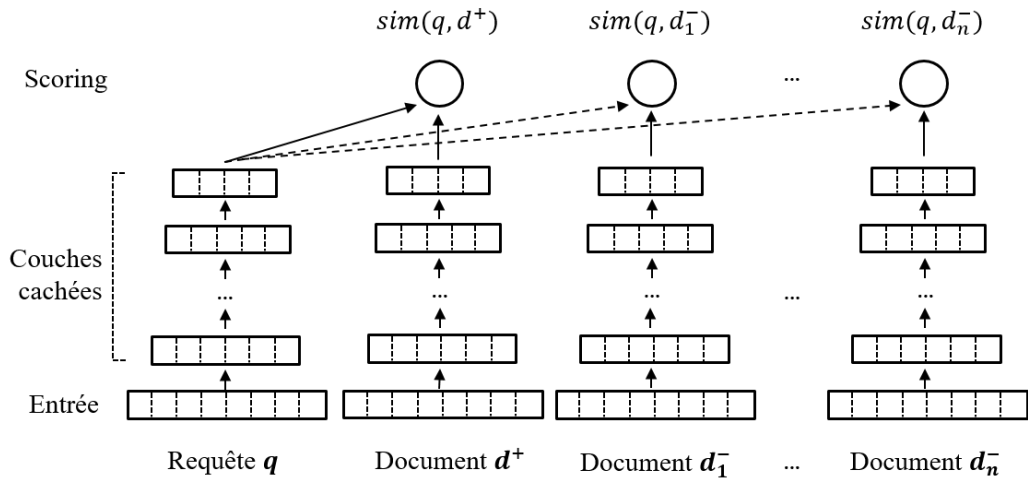 sim(q, d⁺) sim(q, d₁⁻) sim(q, dₙ⁻)
Scoring ...
Couches
cachées
... ... ... ... ...
Entrée
Requête q Document d⁺ Document d₁⁻ ... Document dₙ⁻